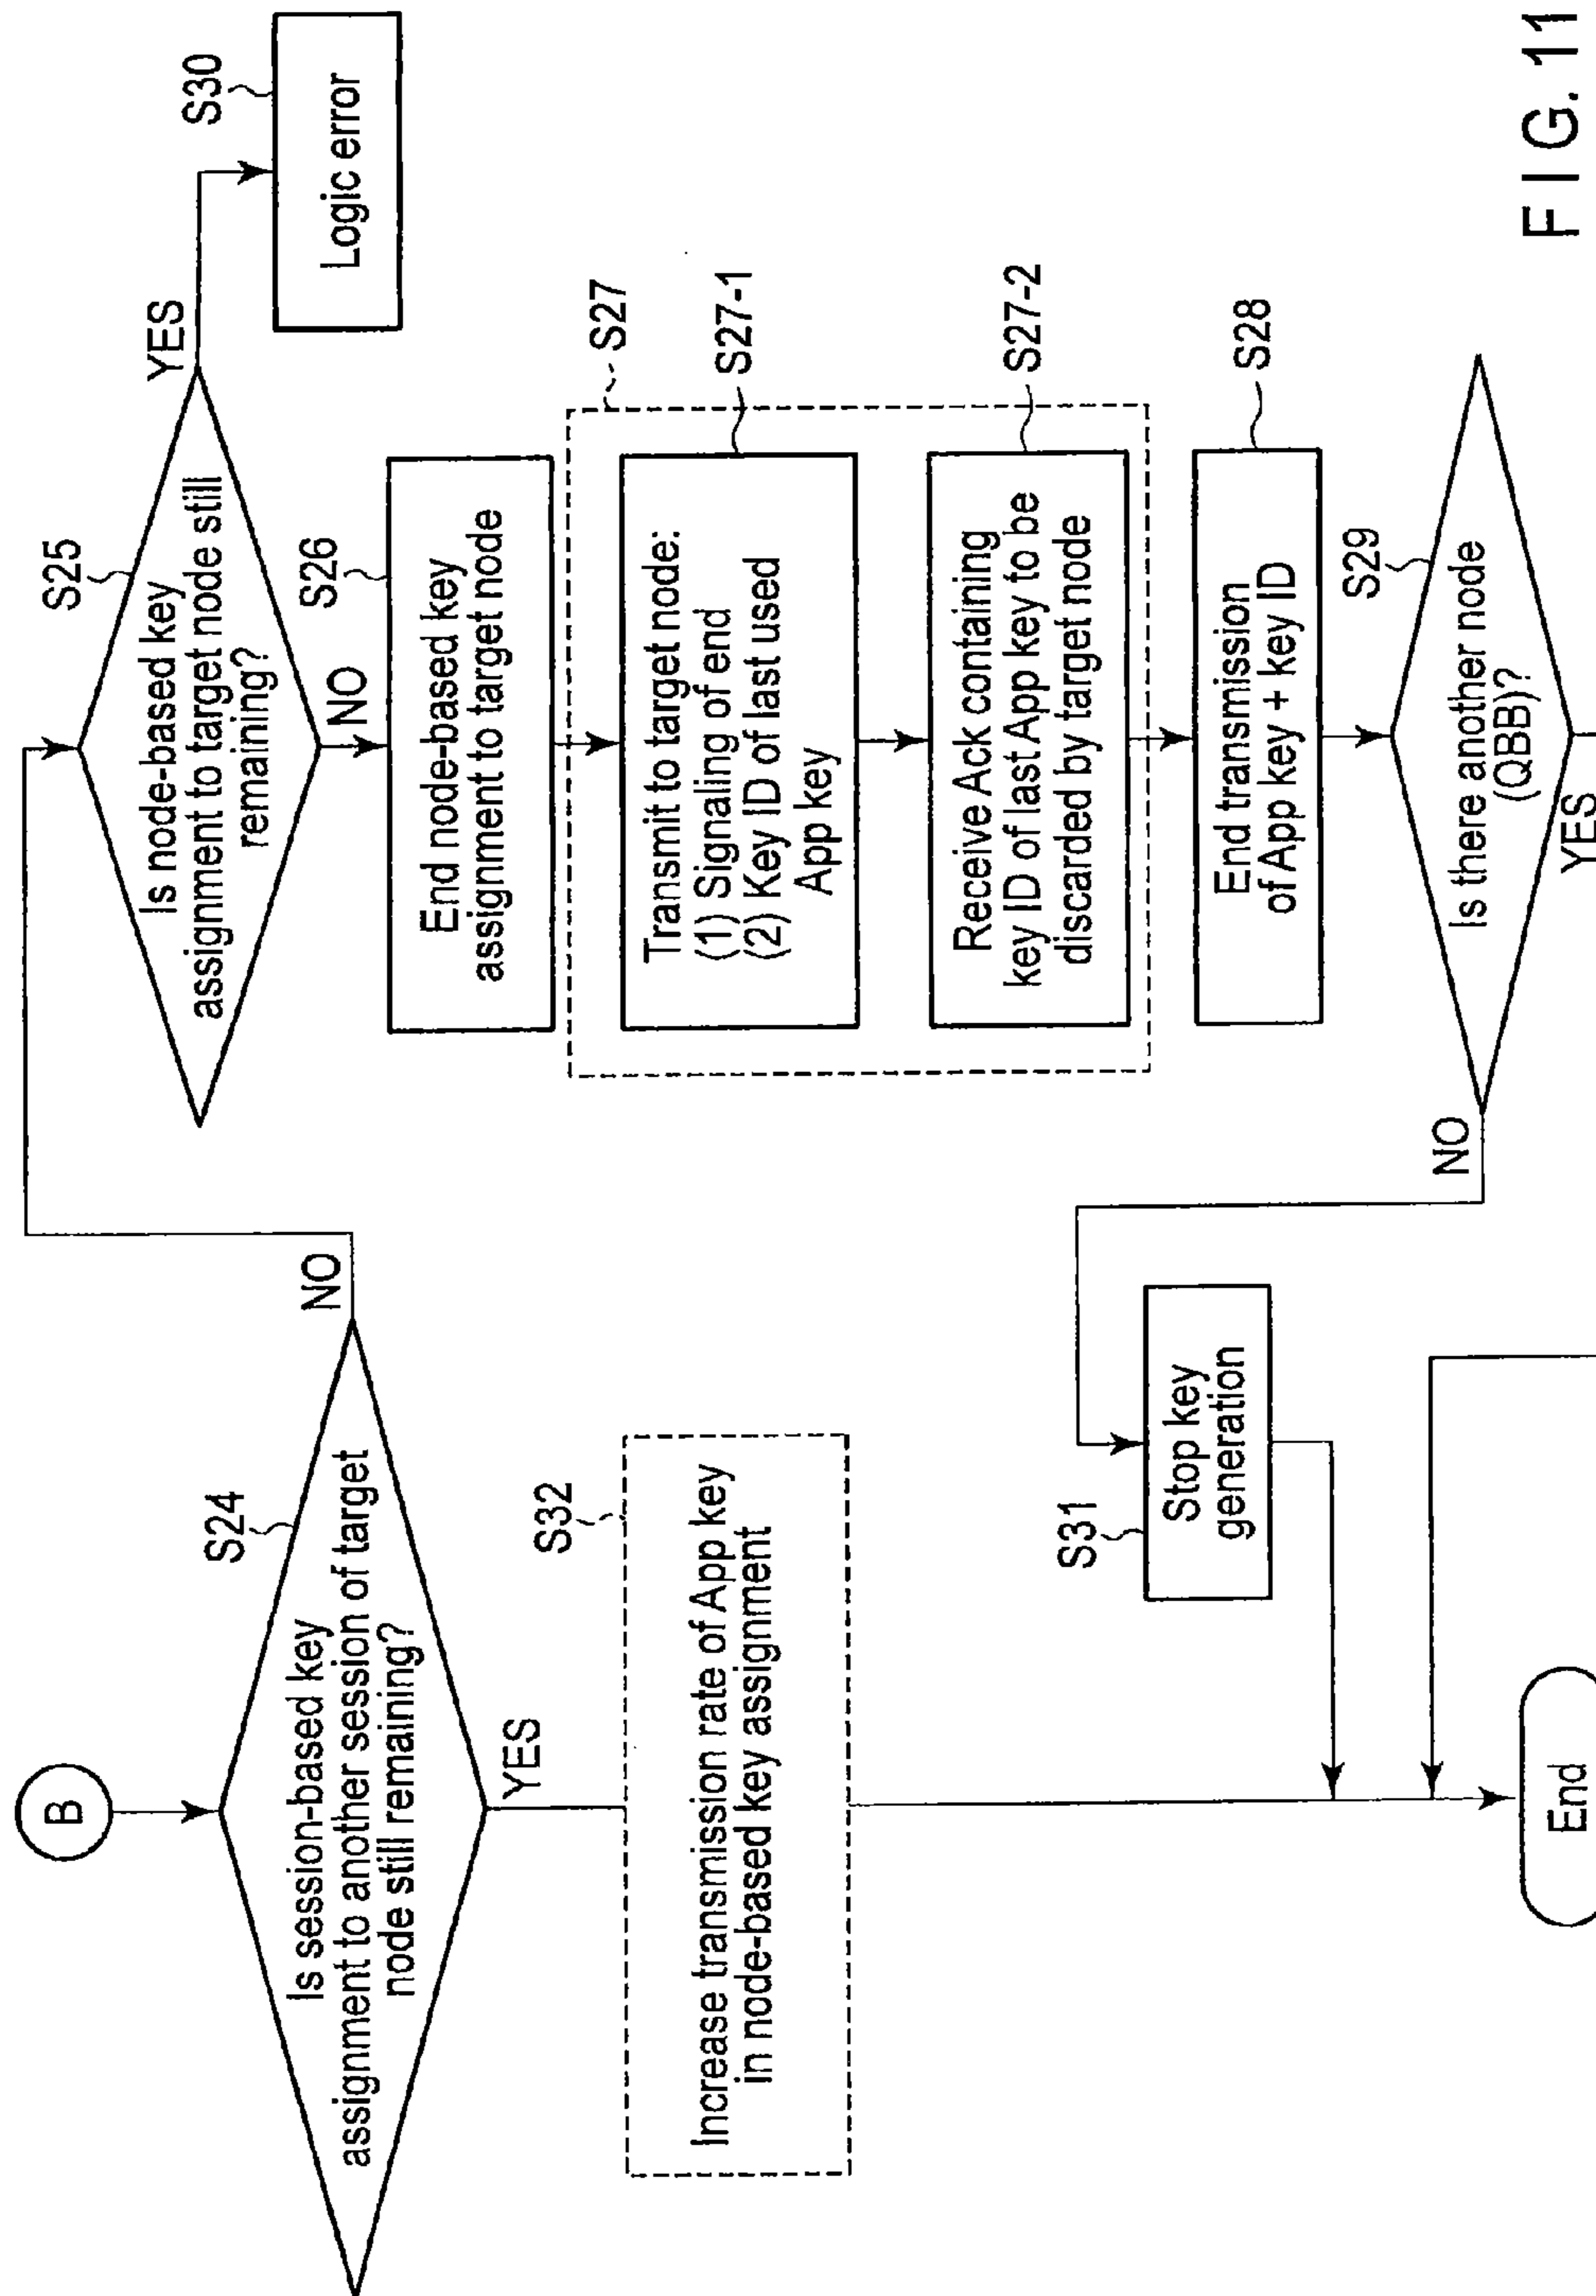 B
S24
Is session-based key
assignment to another session of target
node still remaining?
NO
YES
S32
Increase transmission rate of App key
in node-based key assignment
S31
Stop key
generation
End
S25
Is node-based key
assignment to target node still
remaining?
YES
S30
Logic error
NO
S26
End node-based key
assignment to target node
S27
Transmit to target node:
(1) Signaling of end
(2) Key ID of last used
App key
S27-1
Receive Ack containing
key ID of last App key to be
discarded by target node
S27-2
End transmission
of App key + key ID
S28
S29
Is there another node
(QBB)?
NO
YES
FIG. 11